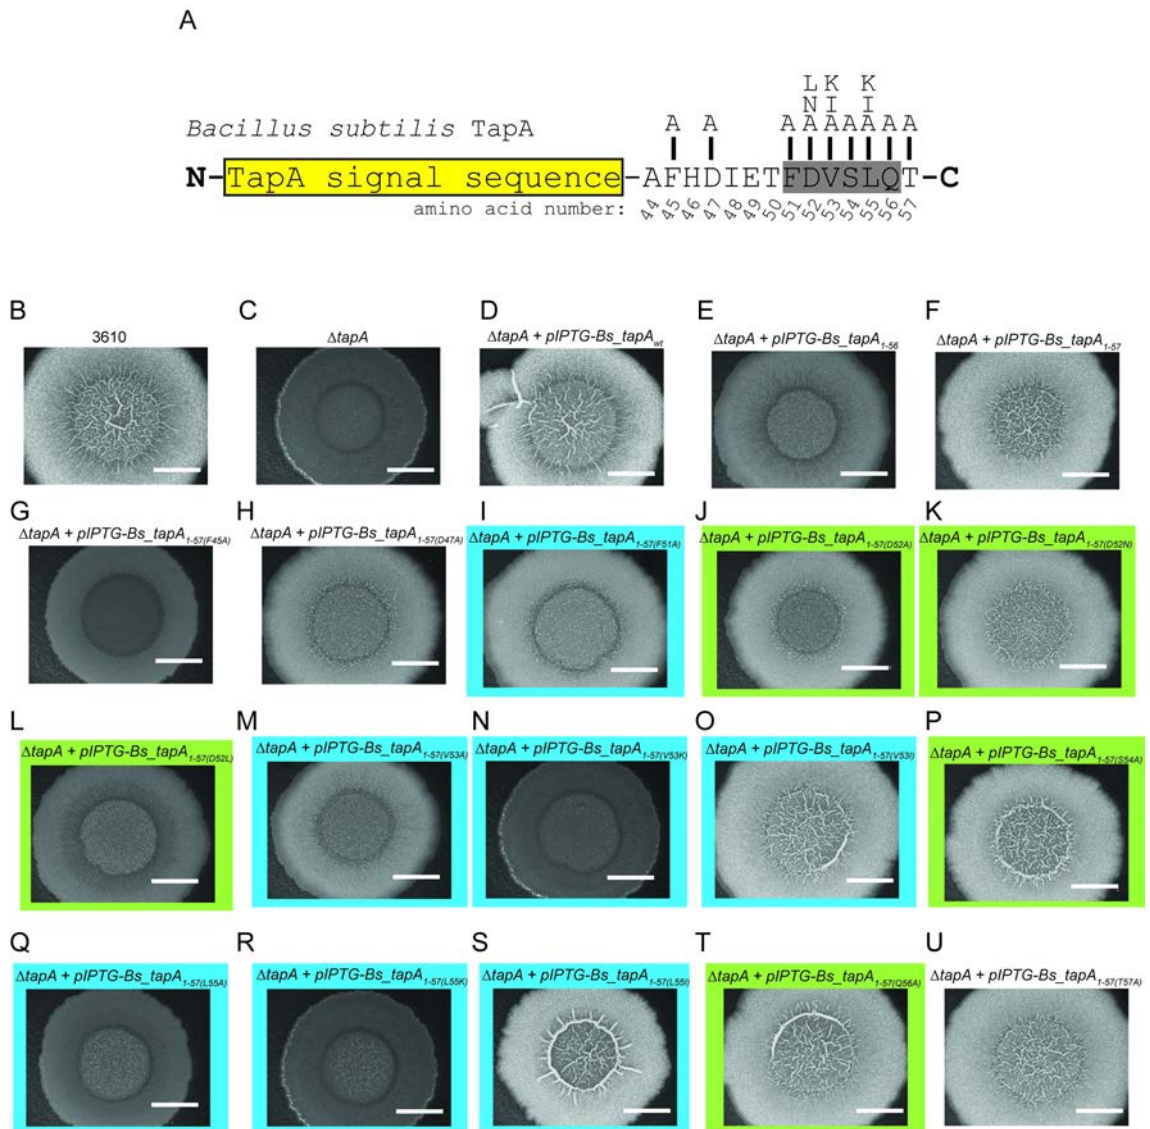 A
L K K
N I I
Bacillus subtilis TapA A A A A A A A A A
N-TapA signal sequence-AFHDIETFDVSLQT-C
amino acid number: 44 45 46 47 48 49 50 51 52 53 54 55 56 57
B C D E F
3610 ΔtapA ΔtapA + pIPTG-Bs_tapAwt ΔtapA + pIPTG-Bs_tapA1-56 ΔtapA + pIPTG-Bs_tapA1-57
G H I J K
ΔtapA + pIPTG-Bs_tapA1-57(F45A) ΔtapA + pIPTG-Bs_tapA1-57(D47A) ΔtapA + pIPTG-Bs_tapA1-57(F51A) ΔtapA + pIPTG-Bs_tapA1-57(D52A) ΔtapA + pIPTG-Bs_tapA1-57(D52N)
L M N O P
ΔtapA + pIPTG-Bs_tapA1-57(D52L) ΔtapA + pIPTG-Bs_tapA1-57(V53A) ΔtapA + pIPTG-Bs_tapA1-57(V53K) ΔtapA + pIPTG-Bs_tapA1-57(V53I) ΔtapA + pIPTG-Bs_tapA1-57(S54A)
Q R S T U
ΔtapA + pIPTG-Bs_tapA1-57(L55A) ΔtapA + pIPTG-Bs_tapA1-57(L55K) ΔtapA + pIPTG-Bs_tapA1-57(L55I) ΔtapA + pIPTG-Bs_tapA1-57(Q56A) ΔtapA + pIPTG-Bs_tapA1-57(T57A)